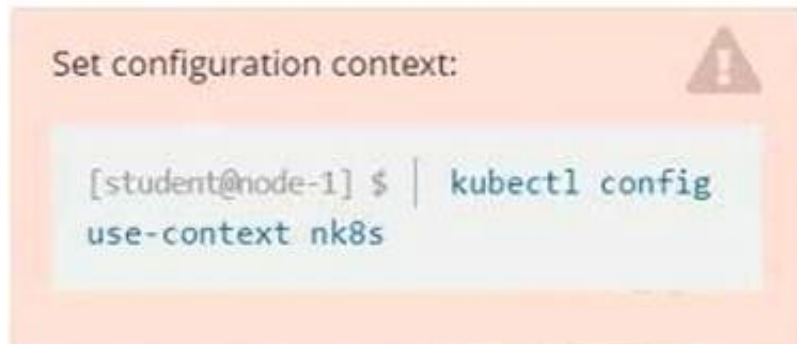 Set configuration context:
[student@node-1] $ | kubectl config
use-context nk8s